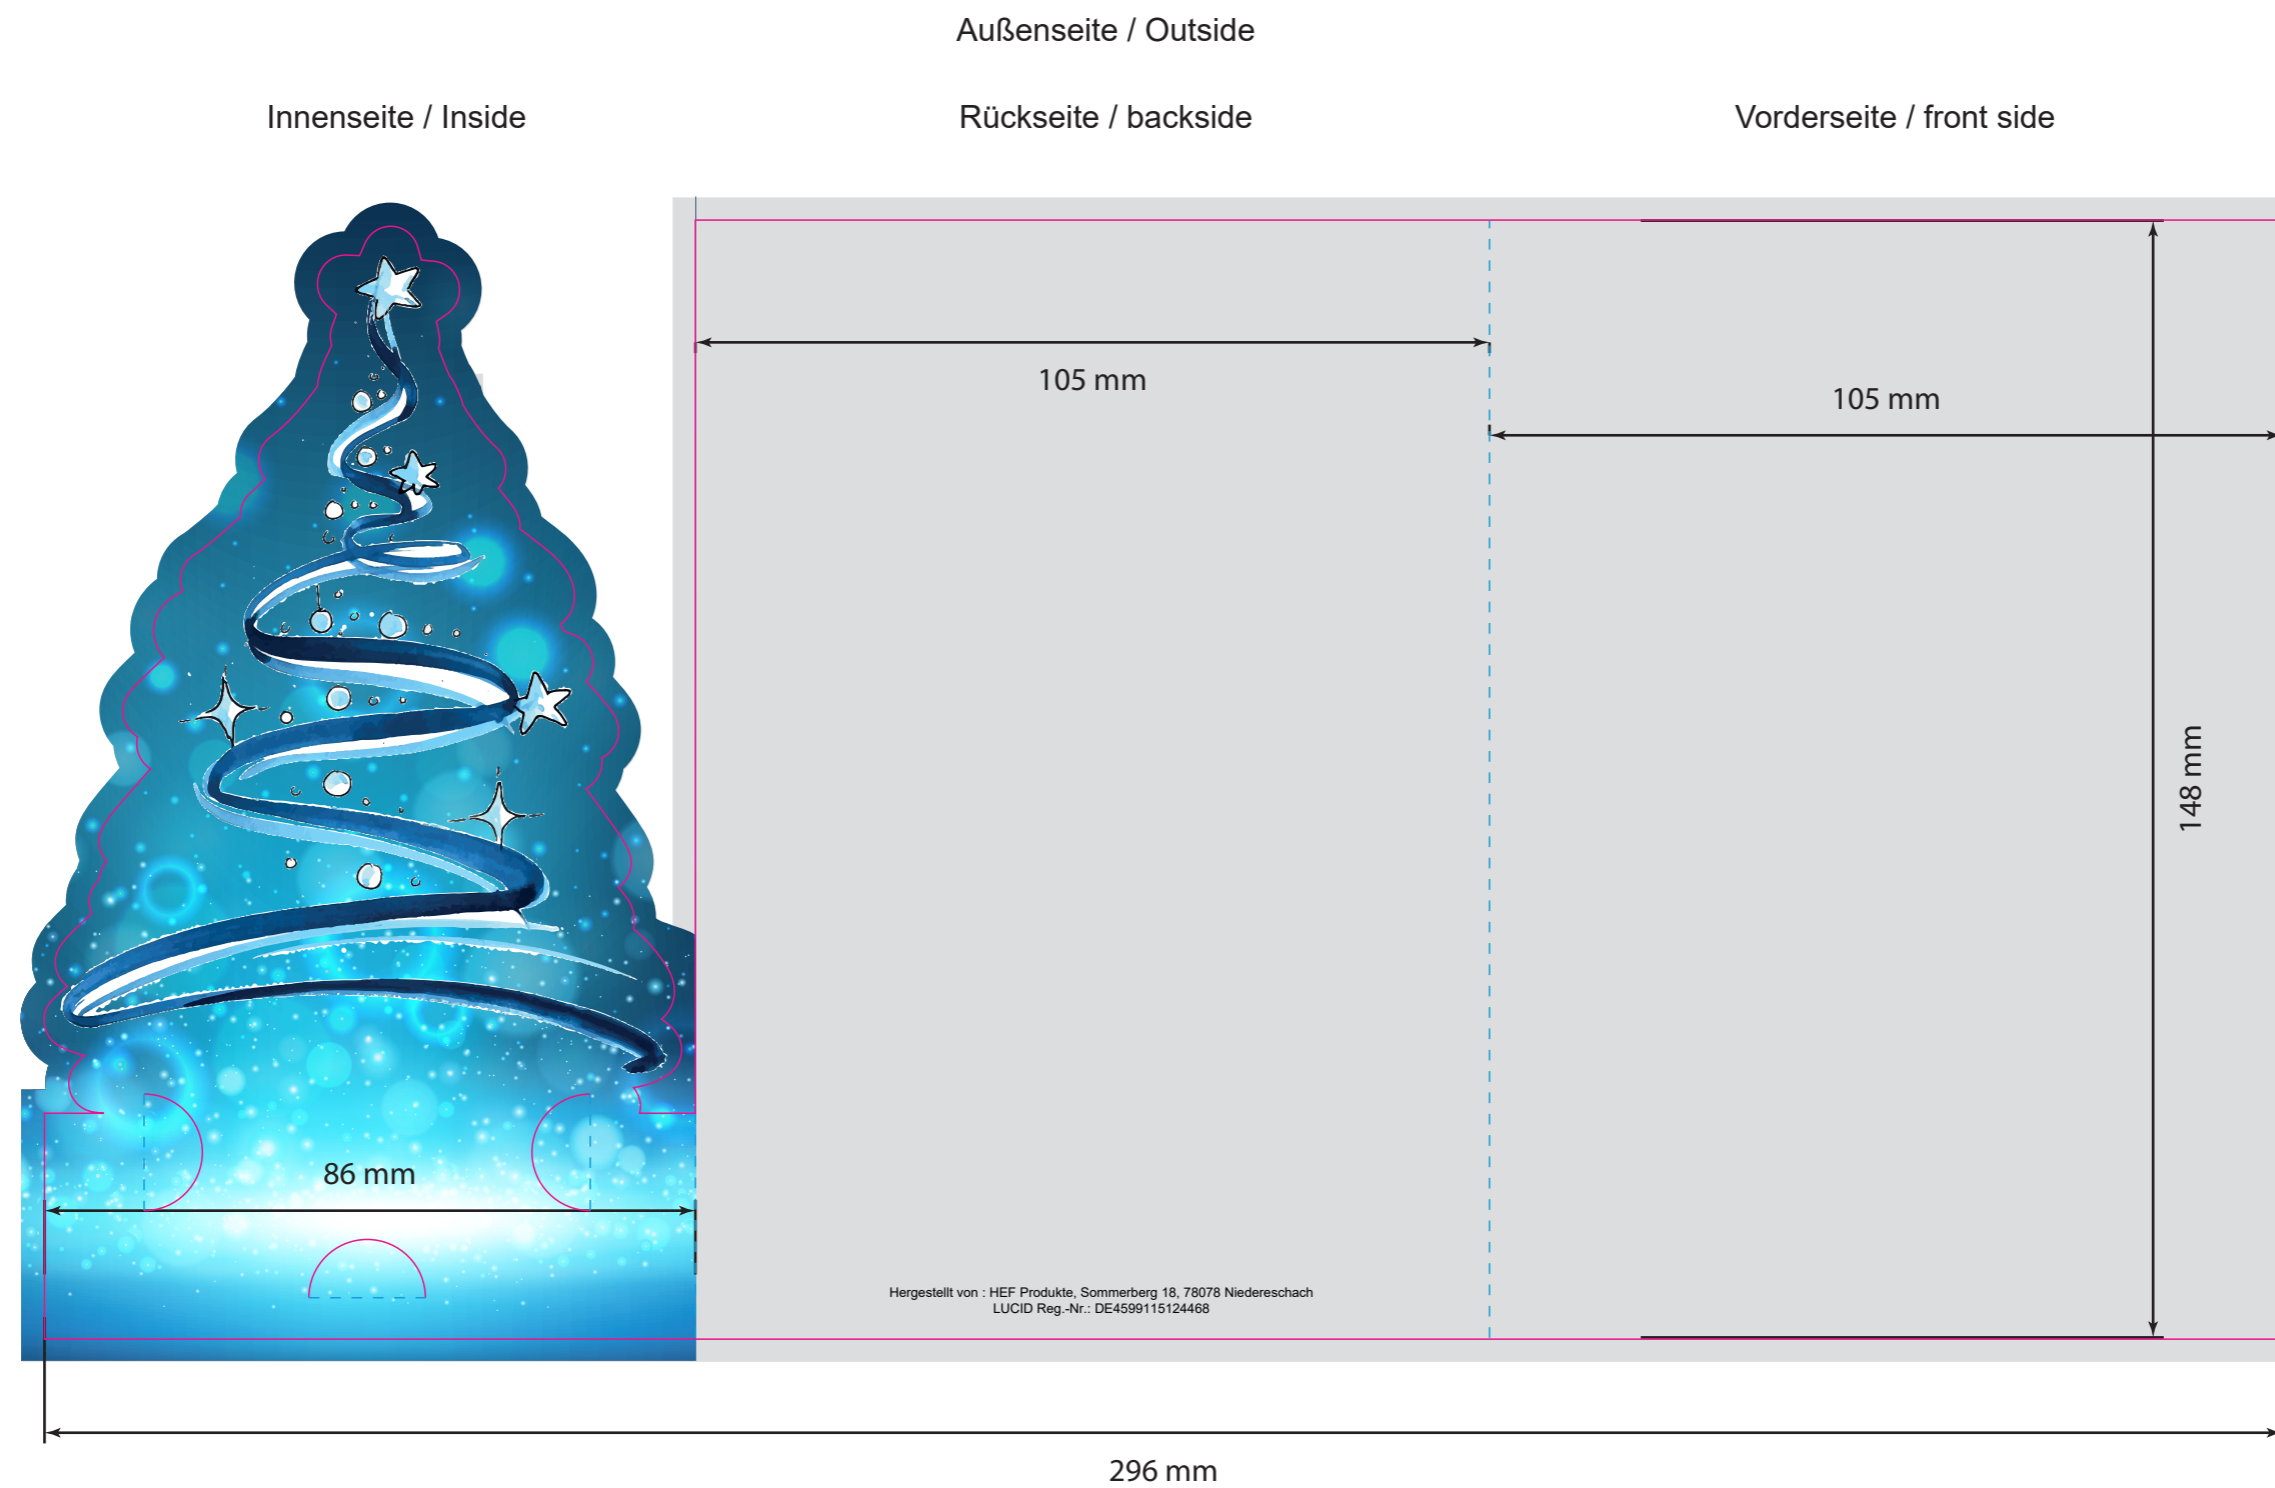 Außenseite / Outside
Innenseite / Inside
Rückseite / backside
Vorderseite / front side
105 mm
105 mm
148 mm
86 mm
Hergestellt von : HEF Produkte, Sommerberg 18, 78078 Niedereschach
LUCID Reg.-Nr.: DE4599115124468
296 mm